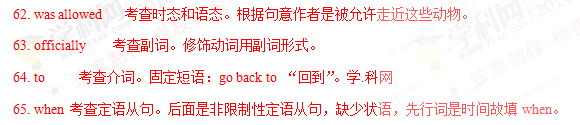 62. was allowed 考查时态和语态。根据句意作者是被允许走近这些动物。
63. officially 考查副词。修饰动词用副词形式。
64. to 考查介词。固定短语：go back to “回到”。学.科网
65. when 考查定语从句。后面是非限制性定语从句，缺少状语，先行词是时间故填 when。